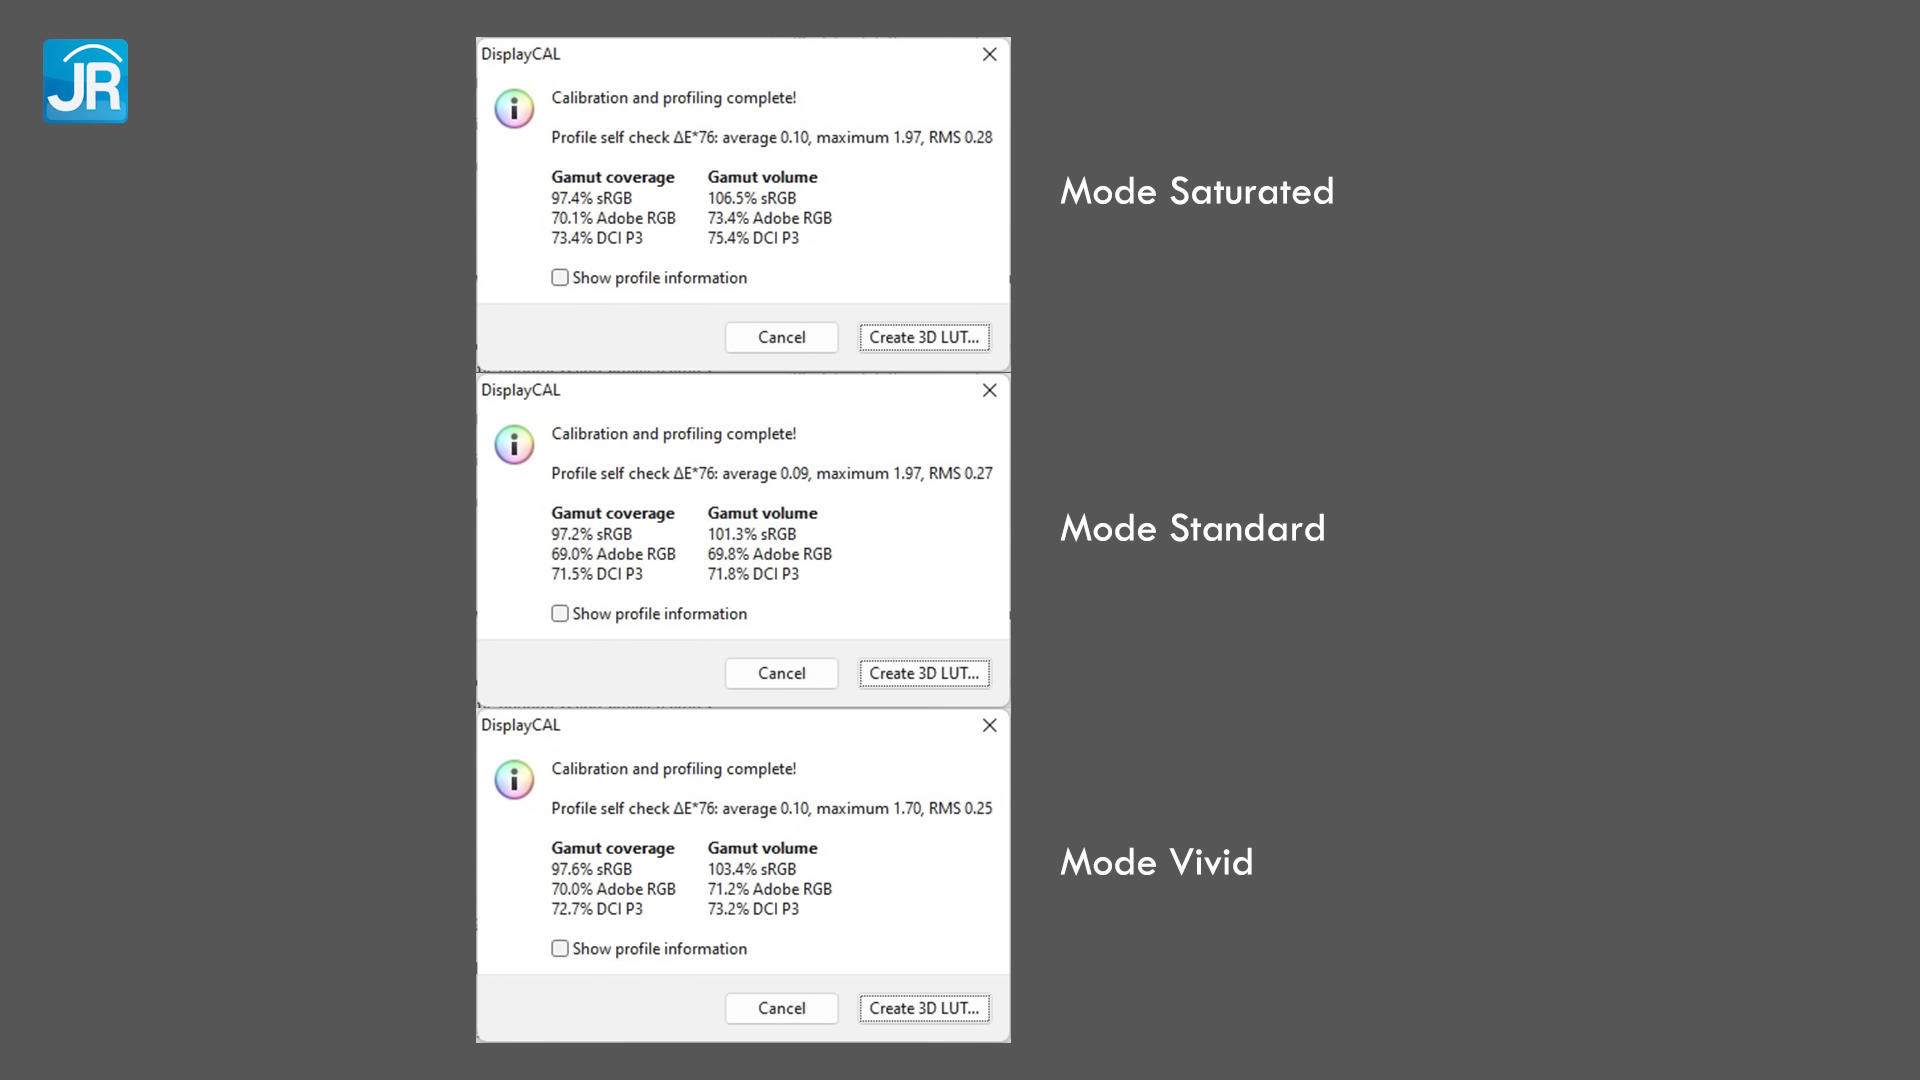 JR
DisplayCAL
Calibration and profiling complete!
Profile self check ΔE*76: average 0.10, maximum 1.97, RMS 0.28
Gamut coverage Gamut volume
97.4% sRGB 106.5% sRGB
70.1% Adobe RGB 73.4% Adobe RGB
73.4% DCI P3 75.4% DCI P3
Show profile information
Cancel Create 3D LUT...
Mode Saturated
DisplayCAL
Calibration and profiling complete!
Profile self check ΔE*76: average 0.09, maximum 1.97, RMS 0.27
Gamut coverage Gamut volume
97.2% sRGB 101.3% sRGB
69.0% Adobe RGB 69.8% Adobe RGB
71.5% DCI P3 71.8% DCI P3
Show profile information
Cancel Create 3D LUT...
Mode Standard
DisplayCAL
Calibration and profiling complete!
Profile self check ΔE*76: average 0.10, maximum 1.70, RMS 0.25
Gamut coverage Gamut volume
97.6% sRGB 103.4% sRGB
70.0% Adobe RGB 71.2% Adobe RGB
72.7% DCI P3 73.2% DCI P3
Show profile information
Cancel Create 3D LUT...
Mode Vivid